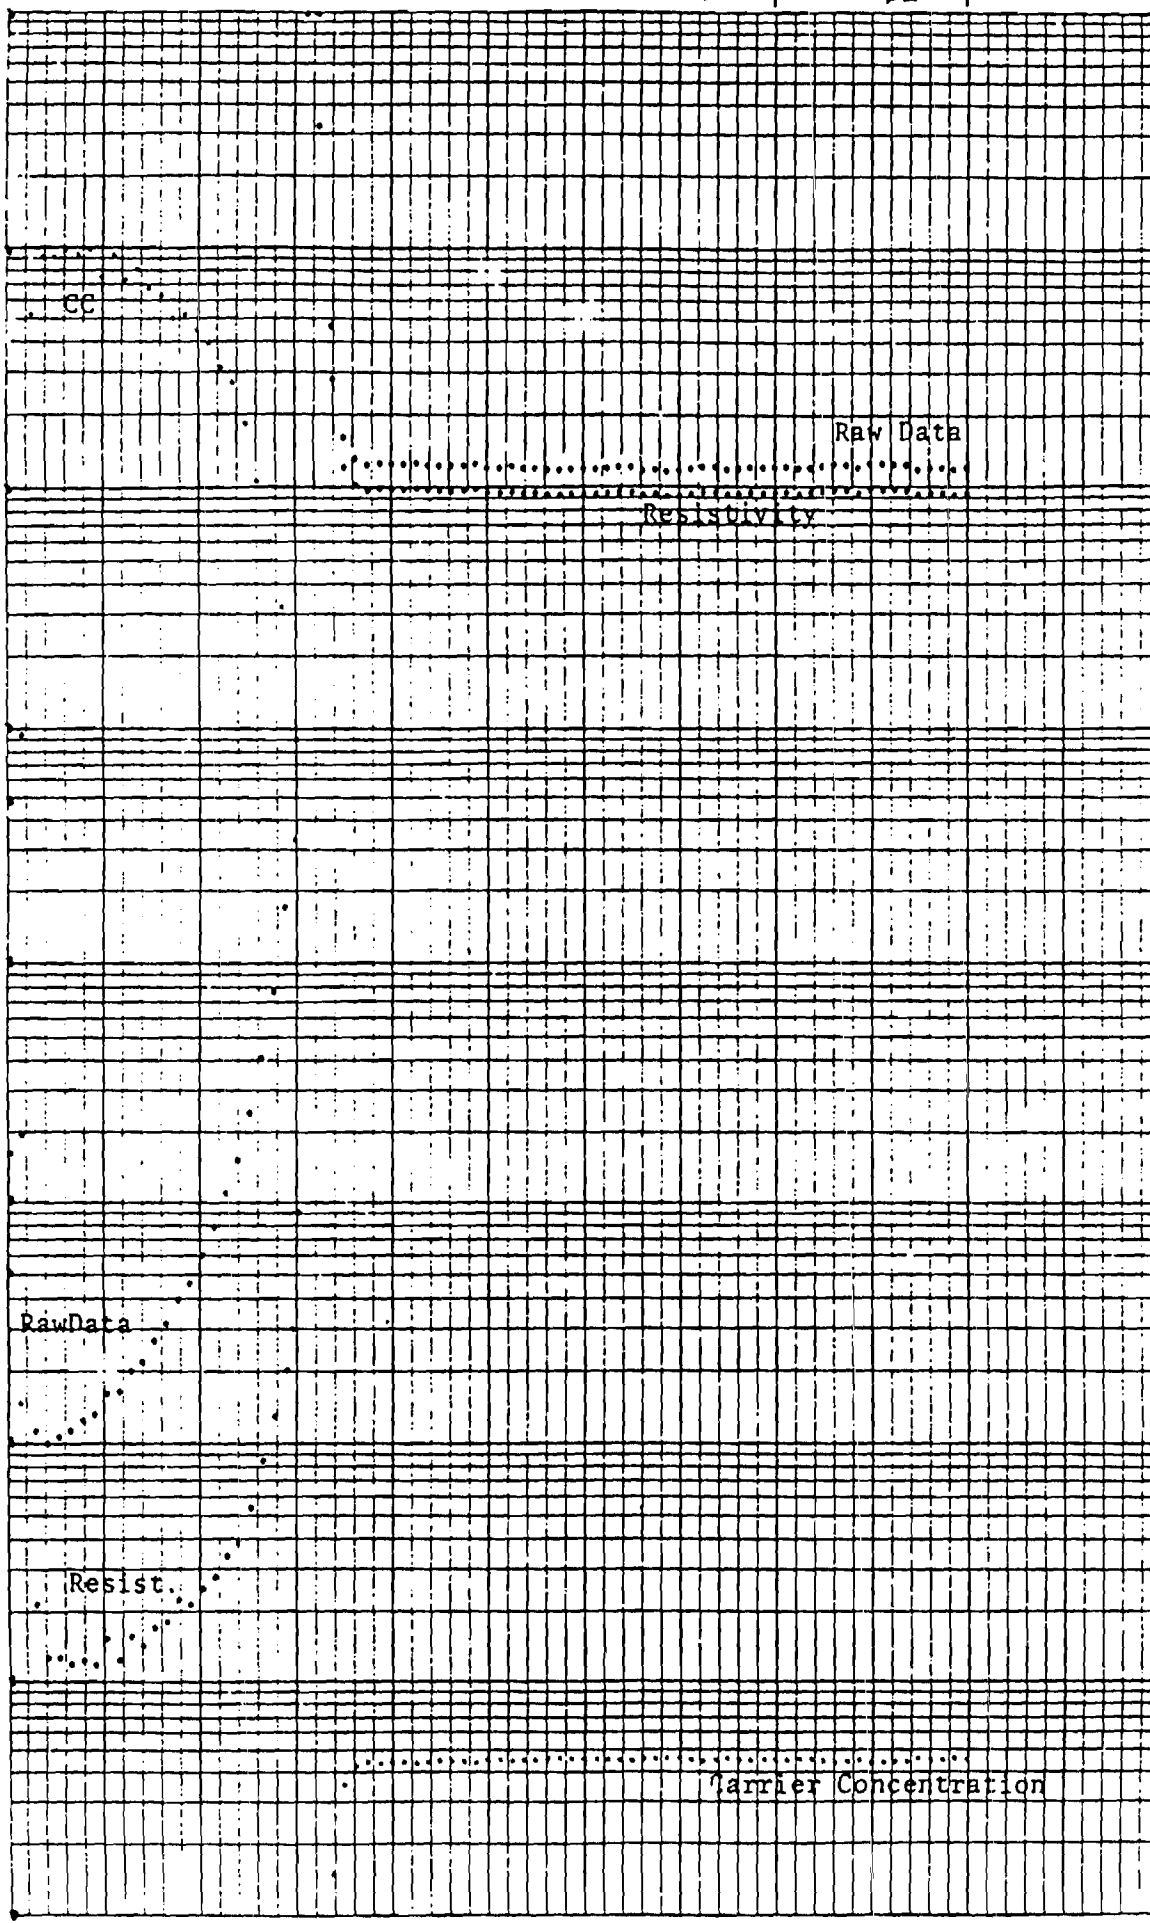 CC
Raw Data
Resistivity
RawData
Resist.
Carrier Concentration